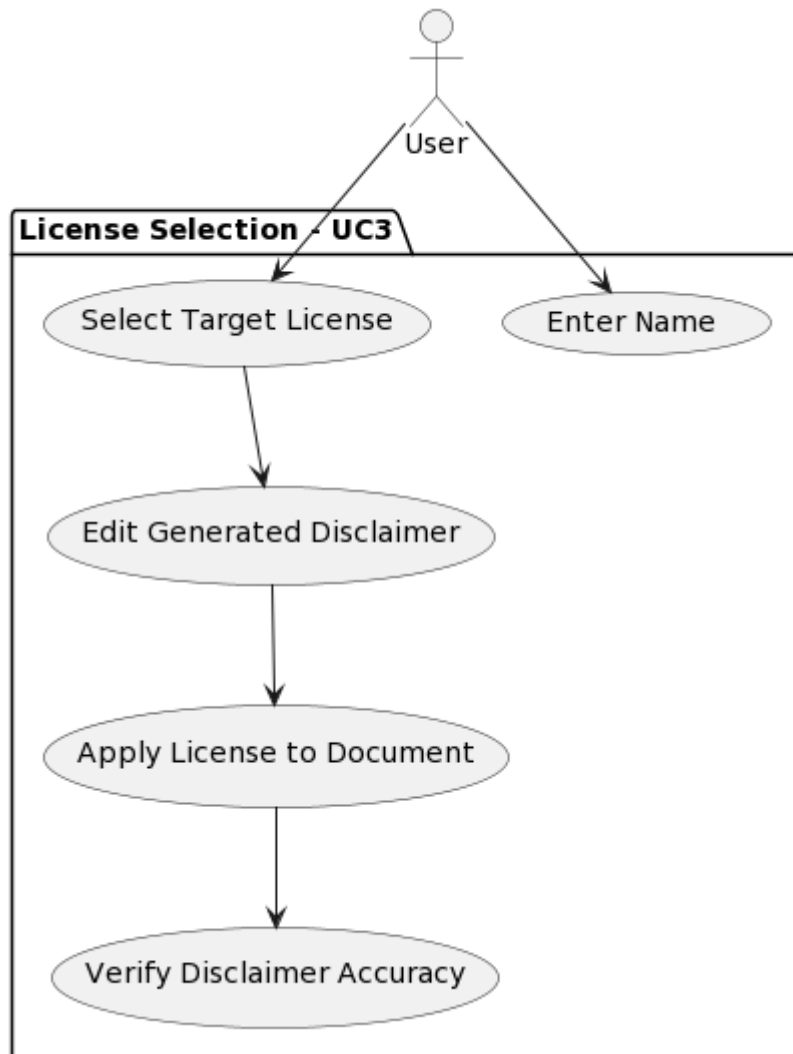 User
License Selection - UC3
Select Target License
Enter Name
Edit Generated Disclaimer
Apply License to Document
Verify Disclaimer Accuracy